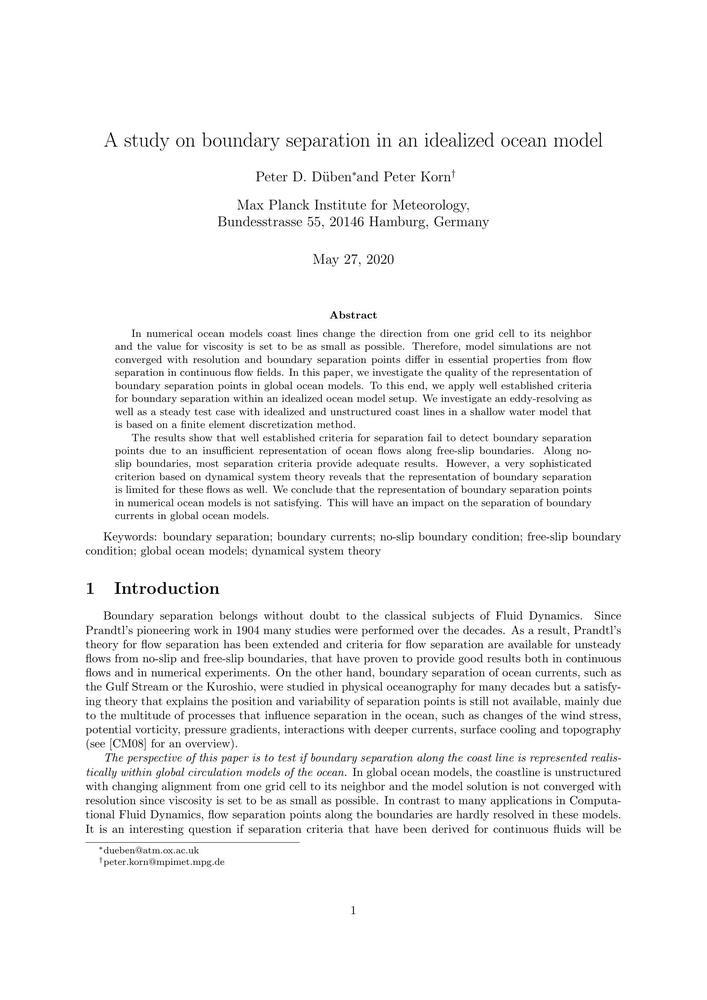 A study on boundary separation in an idealized ocean model
Peter D. Düben*and Peter Korn†
Max Planck Institute for Meteorology,
Bundesstrasse 55, 20146 Hamburg, Germany
May 27, 2020
Abstract
In numerical ocean models coast lines change the direction from one grid cell to its neighbor
and the value for viscosity is set to be as small as possible. Therefore, model simulations are not
converged with resolution and boundary separation points differ in essential properties from flow
separation in continuous flow fields. In this paper, we investigate the quality of the representation of
boundary separation points in global ocean models. To this end, we apply well established criteria
for boundary separation within an idealized ocean model setup. We investigate an eddy-resolving as
well as a steady test case with idealized and unstructured coast lines in a shallow water model that
is based on a finite element discretization method.
The results show that well established criteria for separation fail to detect boundary separation
points due to an insufficient representation of ocean flows along free-slip boundaries. Along no-
slip boundaries, most separation criteria provide adequate results. However, a very sophisticated
criterion based on dynamical system theory reveals that the representation of boundary separation
is limited for these flows as well. We conclude that the representation of boundary separation points
in numerical ocean models is not satisfying. This will have an impact on the separation of boundary
currents in global ocean models.
Keywords: boundary separation; boundary currents; no-slip boundary condition; free-slip boundary
condition; global ocean models; dynamical system theory
1 Introduction
Boundary separation belongs without doubt to the classical subjects of Fluid Dynamics. Since
Prandtl's pioneering work in 1904 many studies were performed over the decades. As a result, Prandtl's
theory for flow separation has been extended and criteria for flow separation are available for unsteady
flows from no-slip and free-slip boundaries, that have proven to provide good results both in continuous
flows and in numerical experiments. On the other hand, boundary separation of ocean currents, such as
the Gulf Stream or the Kuroshio, were studied in physical oceanography for many decades but a satisfy-
ing theory that explains the position and variability of separation points is still not available, mainly due
to the multitude of processes that influence separation in the ocean, such as changes of the wind stress,
potential vorticity, pressure gradients, interactions with deeper currents, surface cooling and topography
(see [CM08] for an overview).
The perspective of this paper is to test if boundary separation along the coast line is represented realis-
tically within global circulation models of the ocean. In global ocean models, the coastline is unstructured
with changing alignment from one grid cell to its neighbor and the model solution is not converged with
resolution since viscosity is set to be as small as possible. In contrast to many applications in Computa-
tional Fluid Dynamics, flow separation points along the boundaries are hardly resolved in these models.
It is an interesting question if separation criteria that have been derived for continuous fluids will be
*dueben@atm.ox.ac.uk
†peter.korn@mpimet.mpg.de
1